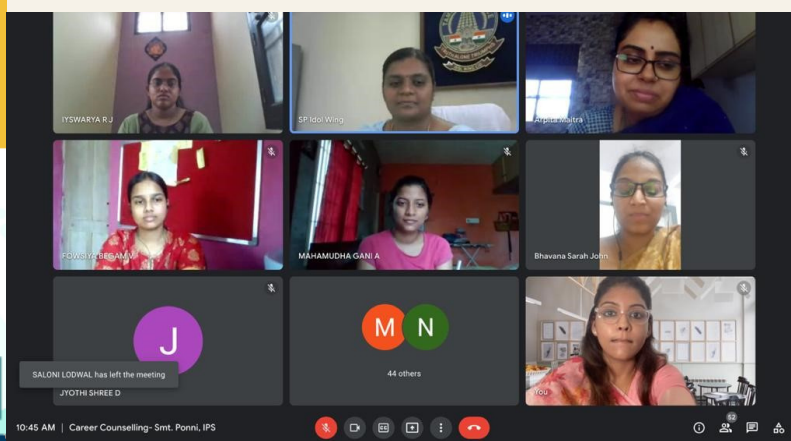 IYSWARYA R J
SP Idol Wing
Arpita Maitra
FOWSIYA BEGAM V
MAHAMUDHA GANI A
Bhavana Sarah John
J
M N
44 others
You
SALONI LODWAL has left the meeting
JYOTHI SHREE D
52
10:45 AM | Career Counselling- Smt. Ponni, IPS